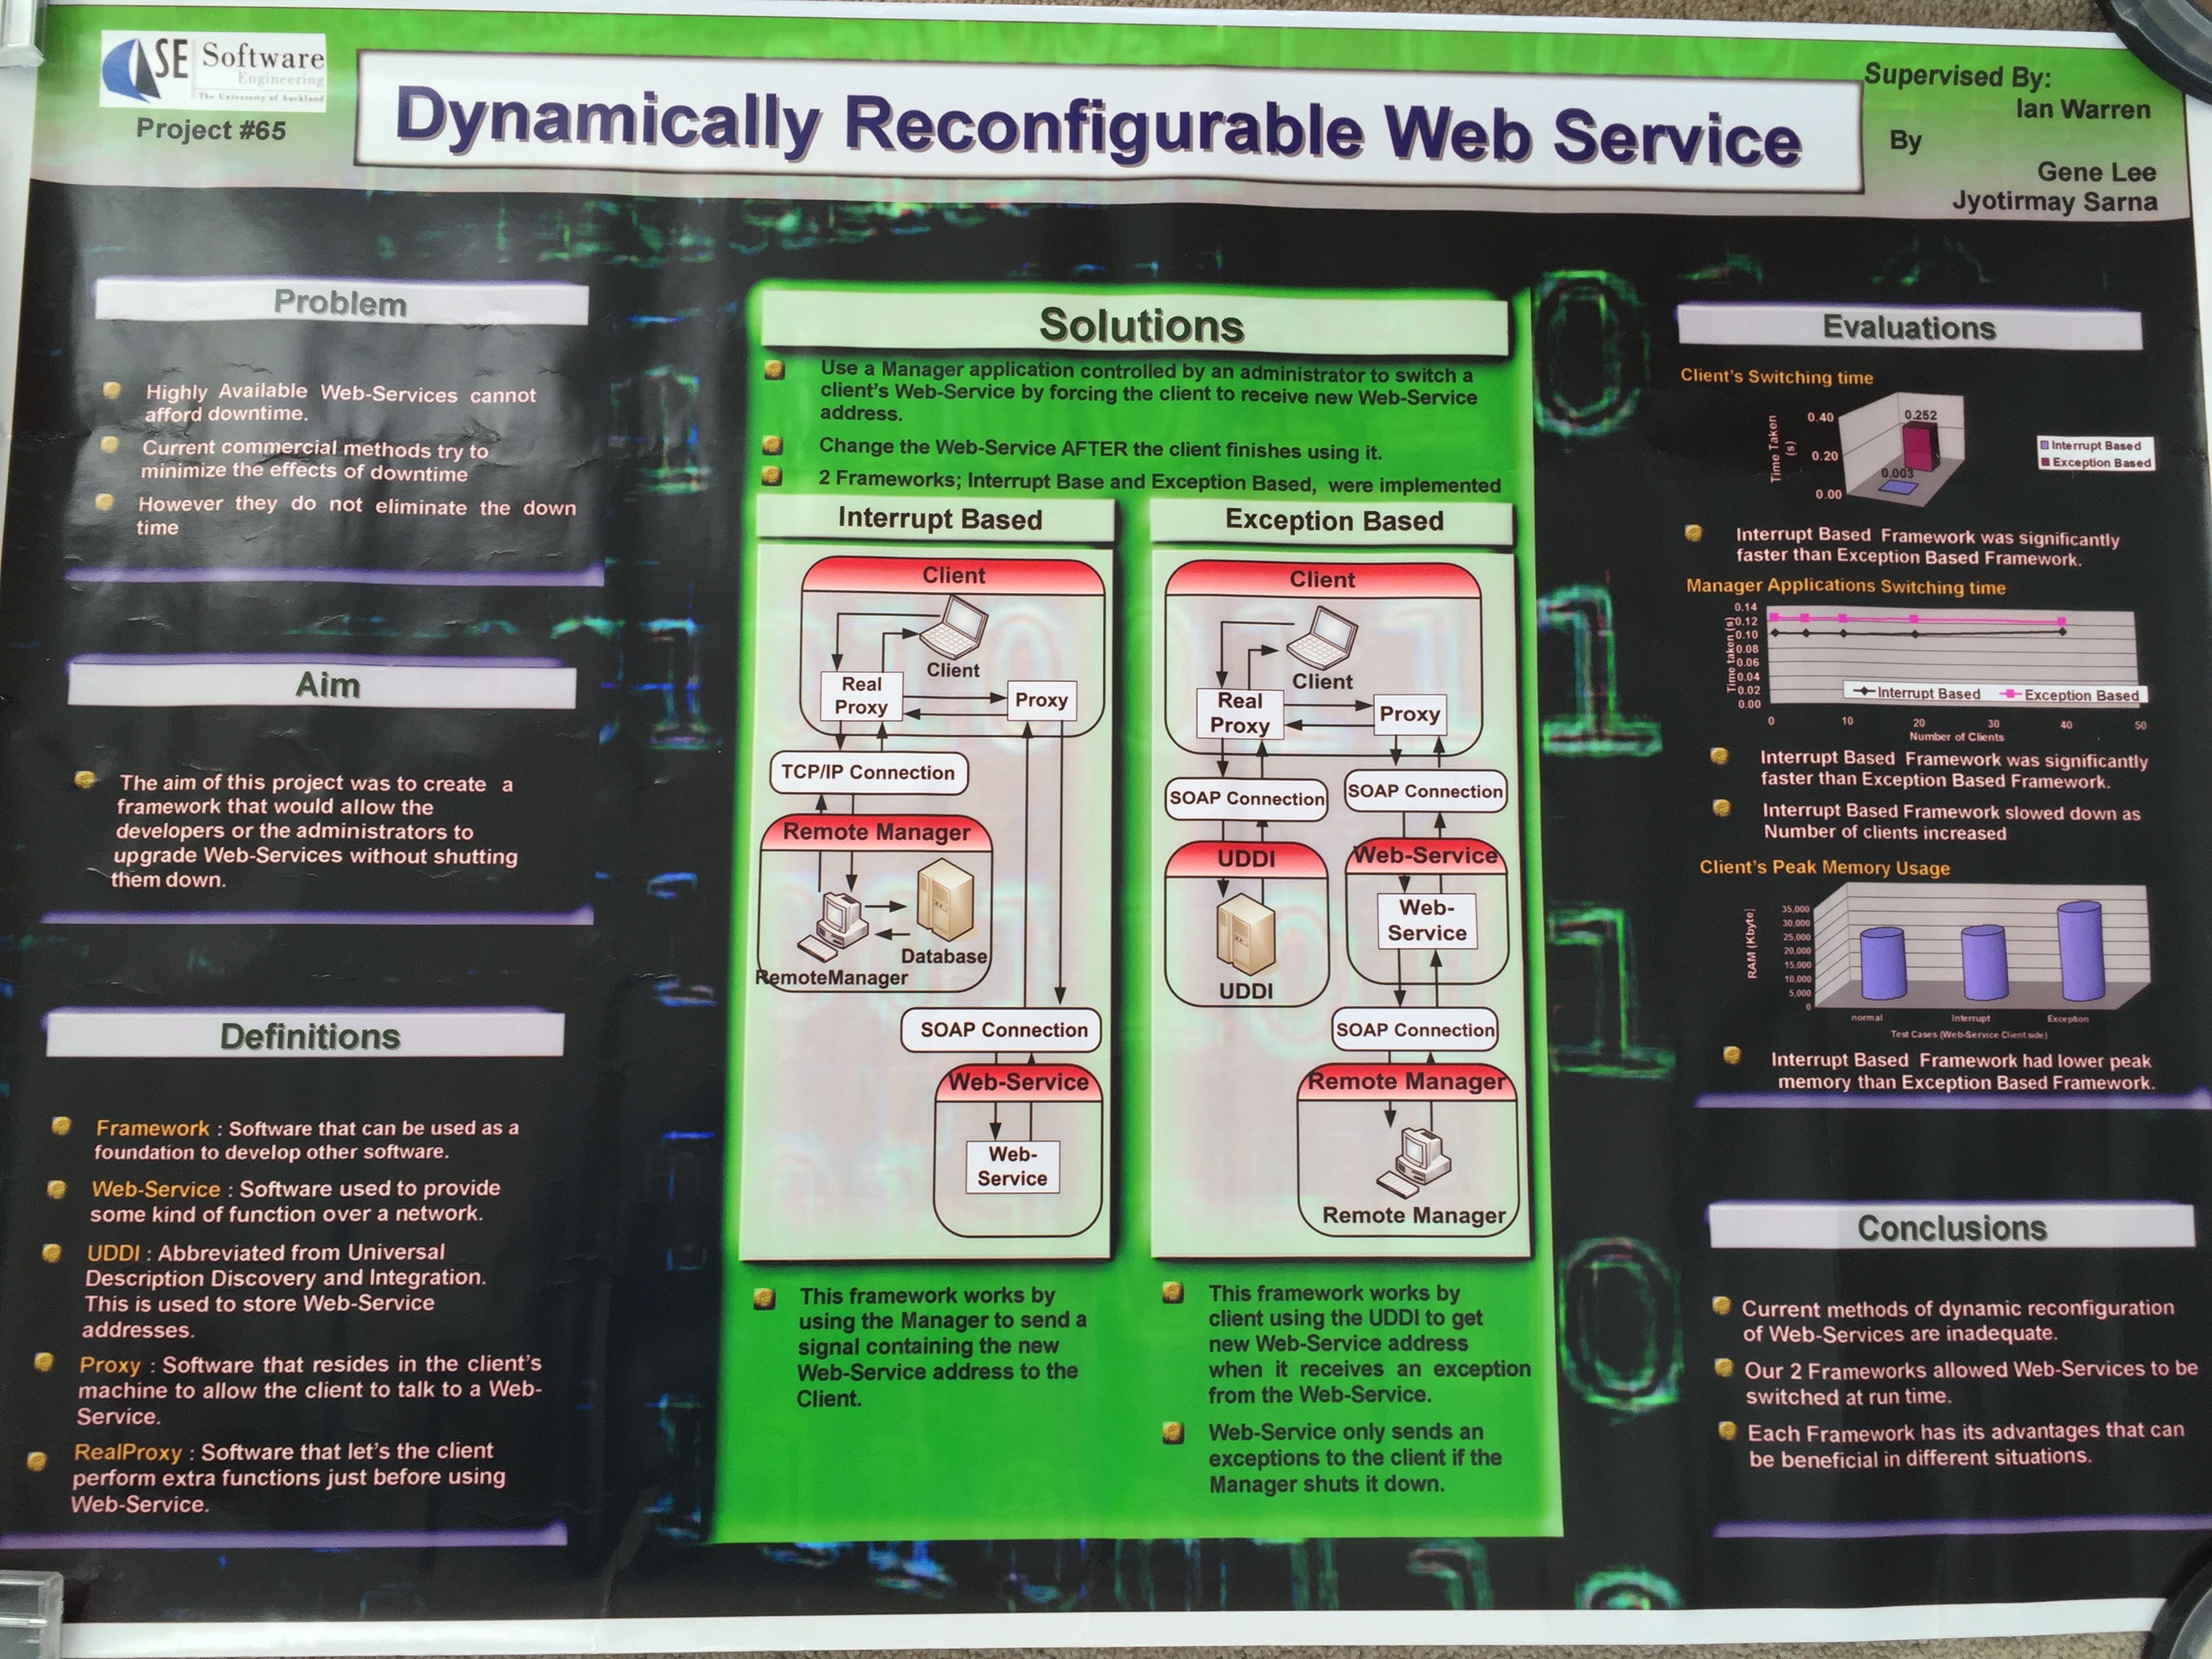 SE Software
Engineering
The University of Auckland
Project #65
Dynamically Reconfigurable Web Service
Supervised By:
Ian Warren
By
Gene Lee
Jyotirmay Sarna
Problem
Highly Available Web-Services cannot
afford downtime.
Current commercial methods try to
minimize the effects of downtime
However they do not eliminate the down
time
Aim
The aim of this project was to create a
framework that would allow the
developers or the administrators to
upgrade Web-Services without shutting
them down.
Definitions
Framework : Software that can be used as a
foundation to develop other software.
Web-Service : Software used to provide
some kind of function over a network.
UDDI : Abbreviated from Universal
Description Discovery and Integration.
This is used to store Web-Service
addresses.
Proxy : Software that resides in the client's
machine to allow the client to talk to a Web-
Service.
RealProxy : Software that let's the client
perform extra functions just before using
Web-Service.
Solutions
Use a Manager application controlled by an administrator to switch a
client's Web-Service by forcing the client to receive new Web-Service
address.
Change the Web-Service AFTER the client finishes using it.
2 Frameworks; Interrupt Base and Exception Based, were implemented
Interrupt Based
Client
Client
Real
Proxy
Proxy
TCP/IP Connection
Remote Manager
Database
RemoteManager
SOAP Connection
Web-Service
Web-
Service
This framework works by
using the Manager to send a
signal containing the new
Web-Service address to the
Client.
Exception Based
Client
Client
Real
Proxy
Proxy
SOAP Connection
SOAP Connection
UDDI
Web-Service
Web-
Service
UDDI
SOAP Connection
Remote Manager
Remote Manager
This framework works by
client using the UDDI to get
new Web-Service address
when it receives an exception
from the Web-Service.
Web-Service only sends an
exceptions to the client if the
Manager shuts it down.
Evaluations
Client's Switching time
Time Taken
(s)
0.40
0.20
0.00
0.252
0.003
Interrupt Based
Exception Based
Interrupt Based Framework was significantly
faster than Exception Based Framework.
Manager Applications Switching time
Time taken (s)
0.14
0.12
0.10
0.08
0.06
0.04
0.02
0.00
Interrupt Based Exception Based
0 10 20 30 40 50
Number of Clients
Interrupt Based Framework was significantly
faster than Exception Based Framework.
Interrupt Based Framework slowed down as
Number of clients increased
Client's Peak Memory Usage
RAM (Kbyte)
35,000
30,000
25,000
20,000
15,000
10,000
5,000
0
normal Interrupt Exception
Test Cases (Web-Service Client side)
Interrupt Based Framework had lower peak
memory than Exception Based Framework.
Conclusions
Current methods of dynamic reconfiguration
of Web-Services are inadequate.
Our 2 Frameworks allowed Web-Services to be
switched at run time.
Each Framework has its advantages that can
be beneficial in different situations.